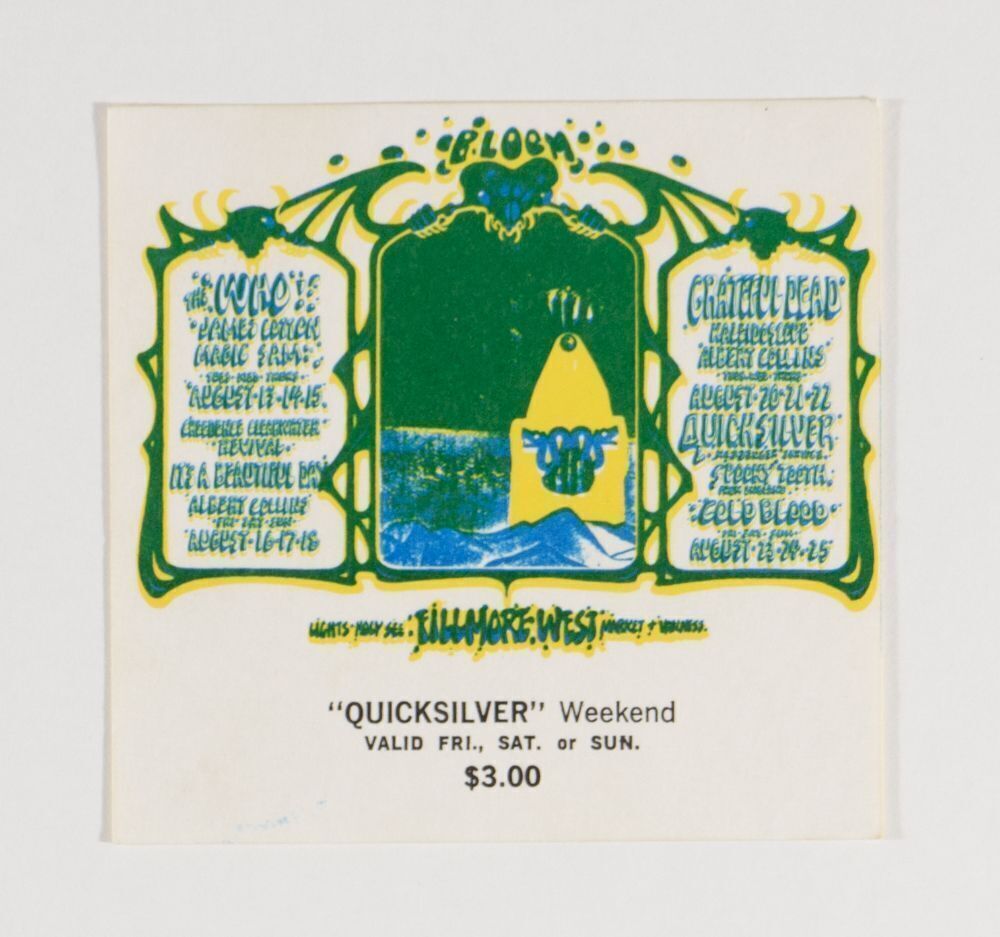 BLOOM
THE WHO
JAMES COTTON
MAGIC SAM
TUES·WED·THURS
AUGUST·13·14·15.
CREEDENCE CLEARWATER
REVIVAL·
IT'S A BEAUTIFUL DAY
ALBERT COLLINS
FRI·SAT·SUN·
AUGUST·16·17·18
GRATEFUL DEAD
KALEIDOSCOPE
ALBERT COLLINS
TUES·WED·THURS
AUGUST·20·21·22
QUICKSILVER
MESSENGER SERVICE
SPOOKY TOOTH
COLD BLOOD
FRI·SAT·SUN·
AUGUST·23·24·25
LIGHTS·HOLY SEE· FILLMORE WEST MARKET + VAN NESS.
"QUICKSILVER" Weekend
VALID FRI., SAT. or SUN.
$3.00